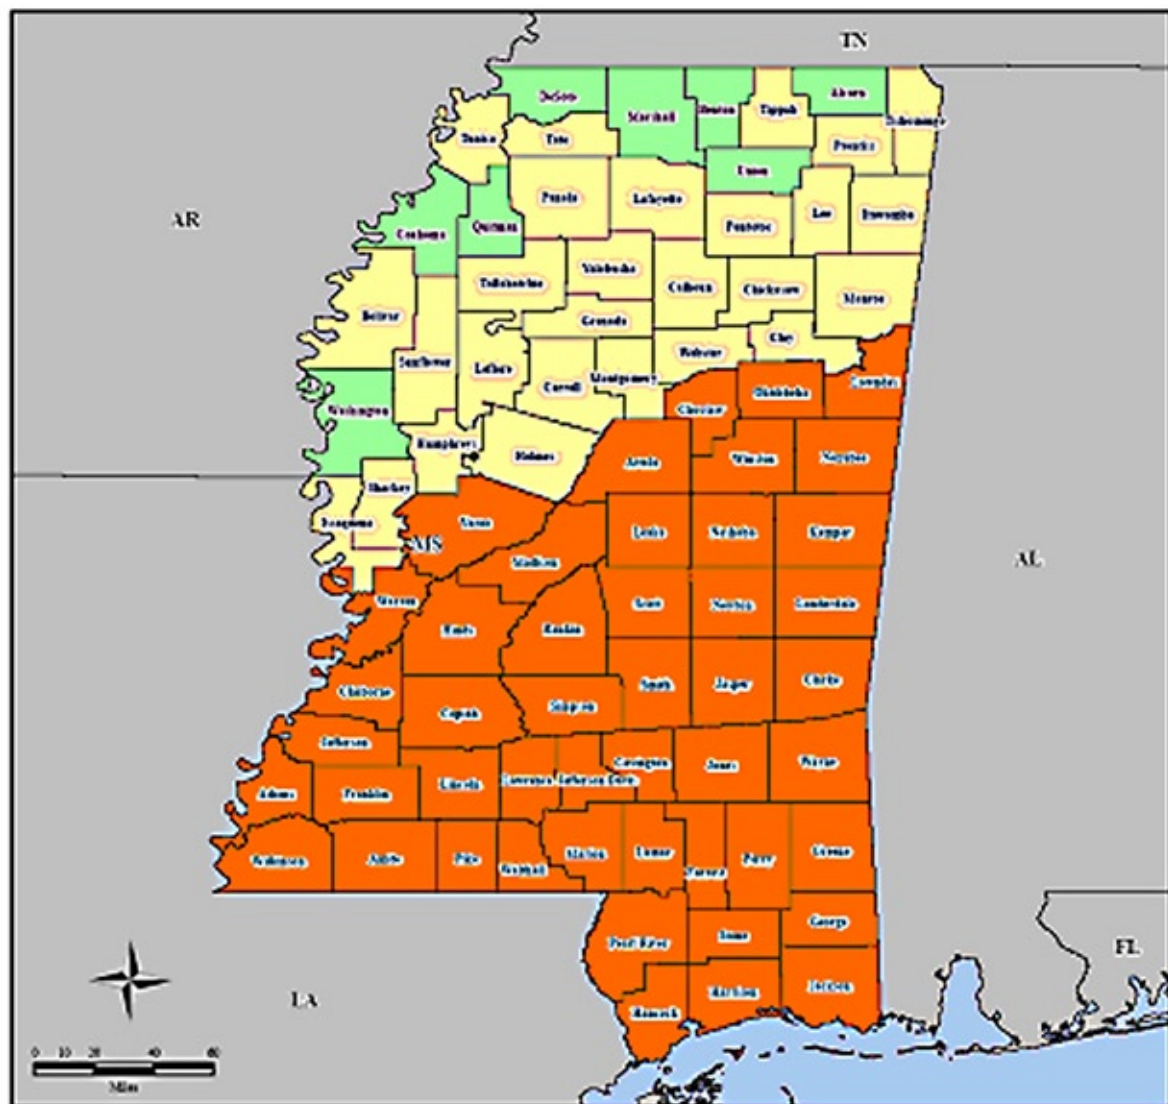 TN
DeSoto
Marshall
Benton
Tippah
Alcorn
Tishomingo
Tunica
Tate
Prentiss
Union
Panola
Lafayette
Pontotoc
Lee
Itawamba
AR
Coahoma
Quitman
Tallahatchie
Yalobusha
Calhoun
Chickasaw
Monroe
Bolivar
Grenada
Clay
Webster
Sunflower
Leflore
Carroll
Montgomery
Lowndes
Oktibbeha
Choctaw
Washington
Humphreys
Holmes
Attala
Winston
Noxubee
Sharkey
Issaquena
Yazoo
Leake
Neshoba
Kemper
MS
Madison
AL
Warren
Hinds
Rankin
Scott
Newton
Lauderdale
Claiborne
Copiah
Simpson
Smith
Jasper
Clarke
Jefferson
Lincoln
Lawrence
Jefferson Davis
Covington
Jones
Wayne
Adams
Franklin
Wilkinson
Amite
Pike
Walthall
Marion
Lamar
Forrest
Perry
Greene
Pearl River
Stone
George
FL
LA
Hancock
Harrison
Jackson
0 10 20 40 60
Miles